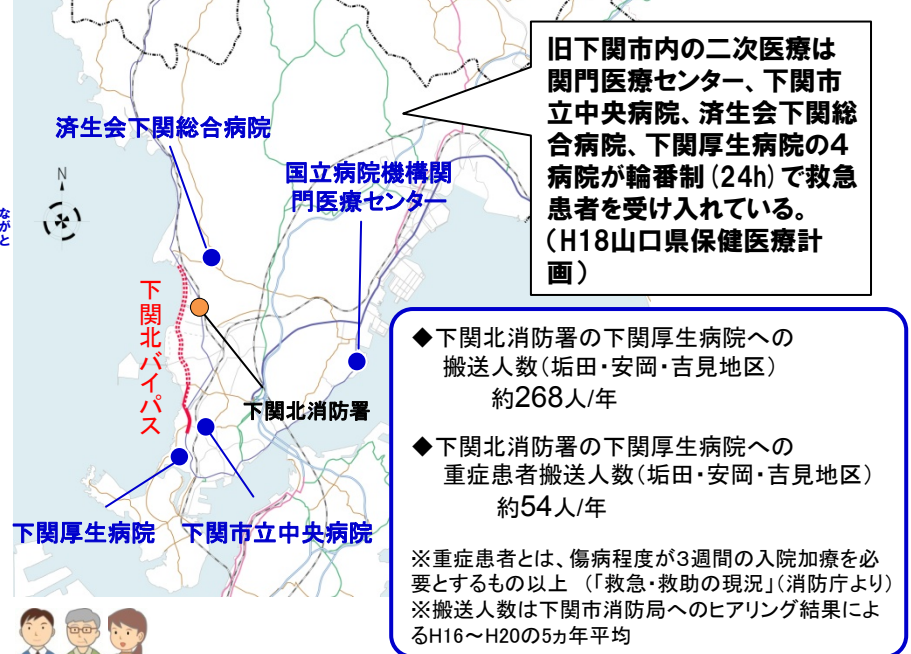 旧下関市内の二次医療は
関門医療センター、下関市
立中央病院、済生会下関総
合病院、下関厚生病院の4
病院が輪番制(24h)で救急
患者を受け入れている。
(H18山口県保健医療計
画)
済生会下関総合病院
国立病院機構関
門医療センター
N
ながと
下関北バイパス
下関北消防署
下関厚生病院
下関市立中央病院
◆下関北消防署の下関厚生病院への
搬送人数(垢田・安岡・吉見地区)
約268人/年
◆下関北消防署の下関厚生病院への
重症患者搬送人数(垢田・安岡・吉見地区)
約54人/年
※重症患者とは、傷病程度が3週間の入院加療を必
要とするもの以上 (「救急・救助の現況」(消防庁より)
※搬送人数は下関市消防局へのヒアリング結果によ
るH16~H20の5ヵ年平均